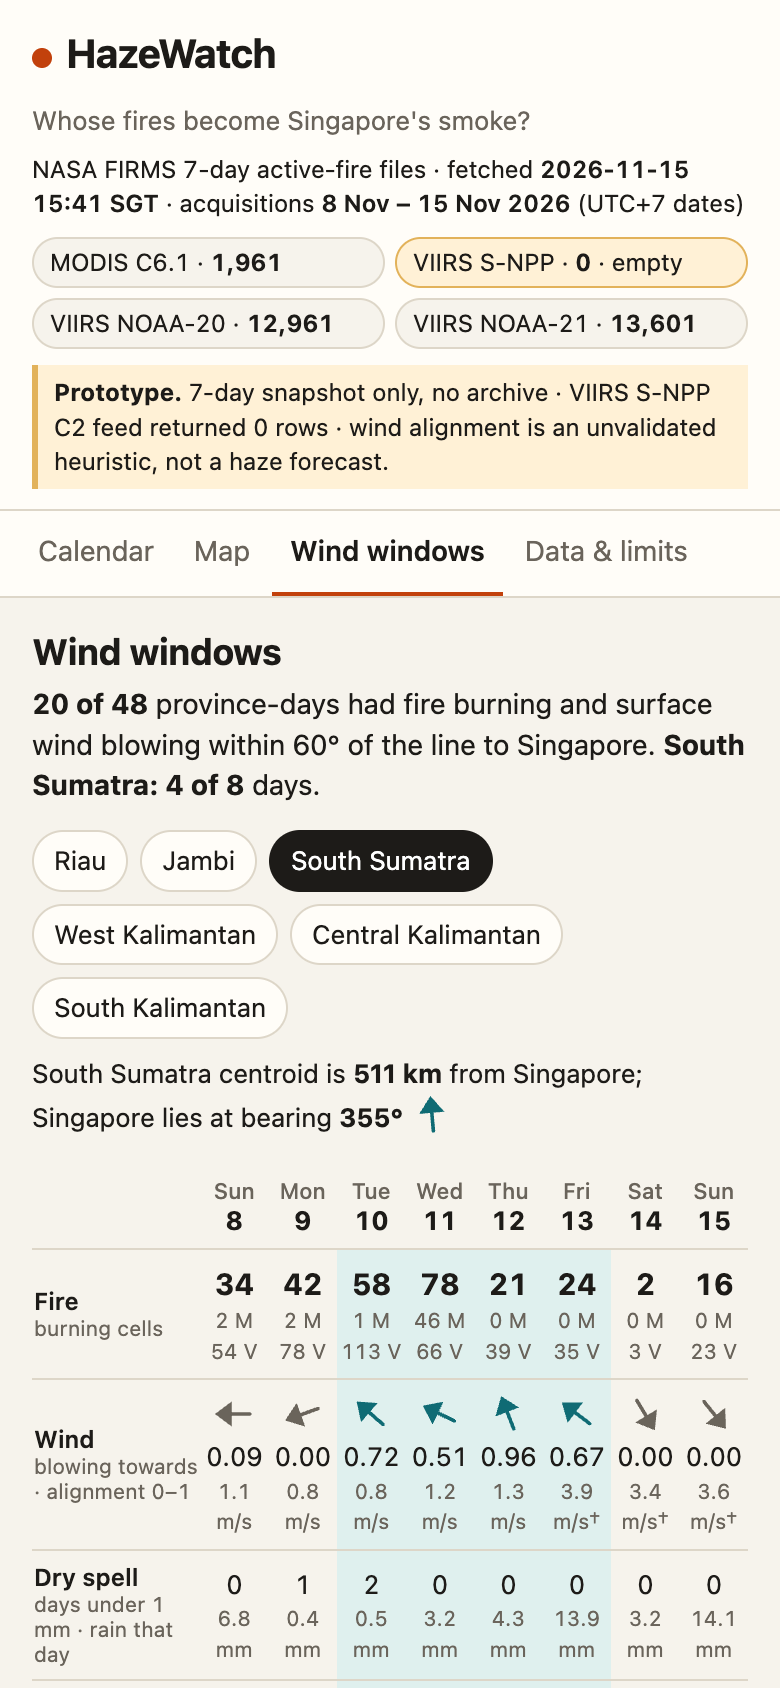 HazeWatch
Whose fires become Singapore's smoke?
NASA FIRMS 7-day active-fire files · fetched 2026-11-15
15:41 SGT · acquisitions 8 Nov – 15 Nov 2026 (UTC+7 dates)
MODIS C6.1 · 1,961
VIIRS S-NPP · 0 · empty
VIIRS NOAA-20 · 12,961
VIIRS NOAA-21 · 13,601
Prototype. 7-day snapshot only, no archive · VIIRS S-NPP
C2 feed returned 0 rows · wind alignment is an unvalidated
heuristic, not a haze forecast.
Calendar Map Wind windows Data & limits
Wind windows
20 of 48 province-days had fire burning and surface
wind blowing within 60° of the line to Singapore. South
Sumatra: 4 of 8 days.
Riau Jambi South Sumatra
West Kalimantan Central Kalimantan
South Kalimantan
South Sumatra centroid is 511 km from Singapore;
Singapore lies at bearing 355°
Sun Mon Tue Wed Thu Fri Sat Sun
8 9 10 11 12 13 14 15
Fire
burning cells
34 42 58 78 21 24 2 16
2 M 2 M 1 M 46 M 0 M 0 M 0 M 0 M
54 V 78 V 113 V 66 V 39 V 35 V 3 V 23 V
Wind
blowing towards
· alignment 0–1
0.09 0.00 0.72 0.51 0.96 0.67 0.00 0.00
1.1 0.8 0.8 1.2 1.3 3.9 3.4 3.6
m/s m/s m/s m/s m/s m/s† m/s† m/s†
Dry spell
days under 1
mm · rain that
day
0 1 2 0 0 0 0 0
6.8 0.4 0.5 3.2 4.3 13.9 3.2 14.1
mm mm mm mm mm mm mm mm